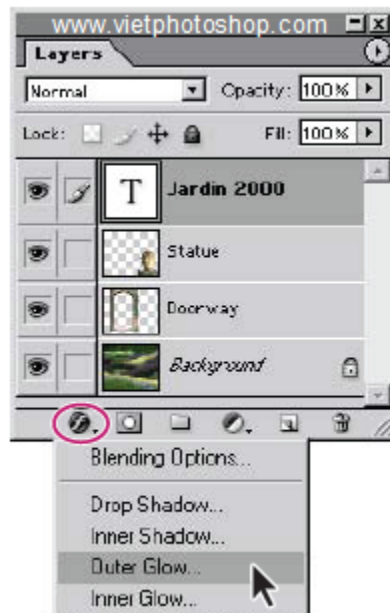 www.vietphotoshop.com
Layers
Normal Opacity: 100%
Lock: Fill: 100%
T Jardin 2000
Statue
Doorway
Background
Blending Options...
Drop Shadow...
Inner Shadow...
Outer Glow...
Inner Glow...